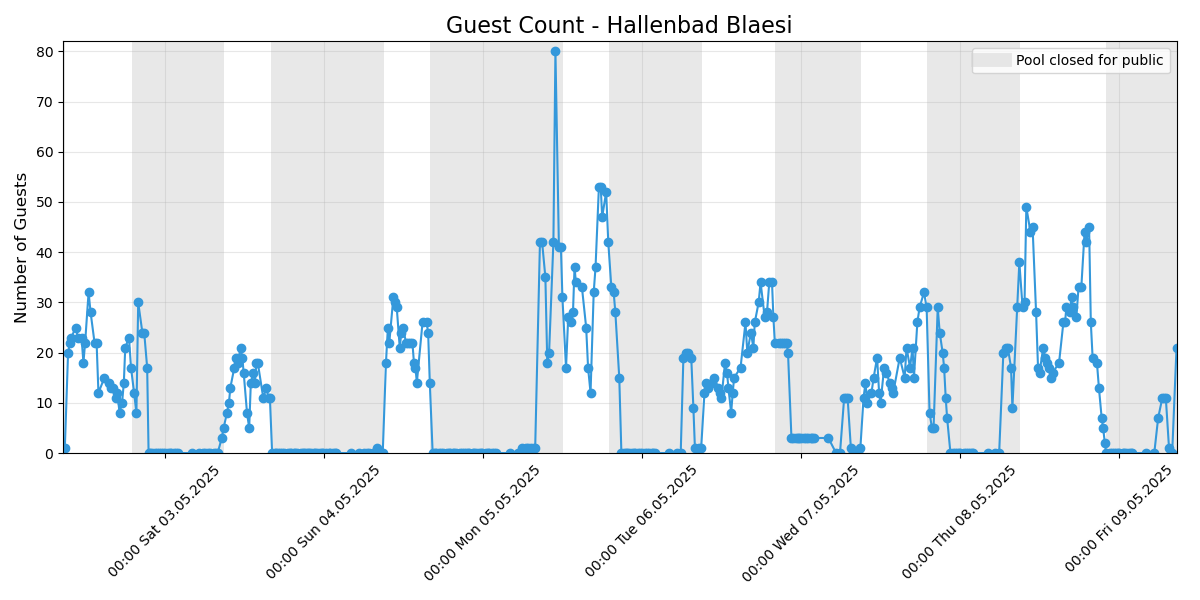 Guest Count - Hallenbad Blaesi
Pool closed for public
Number of Guests
80
70
60
50
40
30
20
10
0
00:00 Sat 03.05.2025
00:00 Sun 04.05.2025
00:00 Mon 05.05.2025
00:00 Tue 06.05.2025
00:00 Wed 07.05.2025
00:00 Thu 08.05.2025
00:00 Fri 09.05.2025